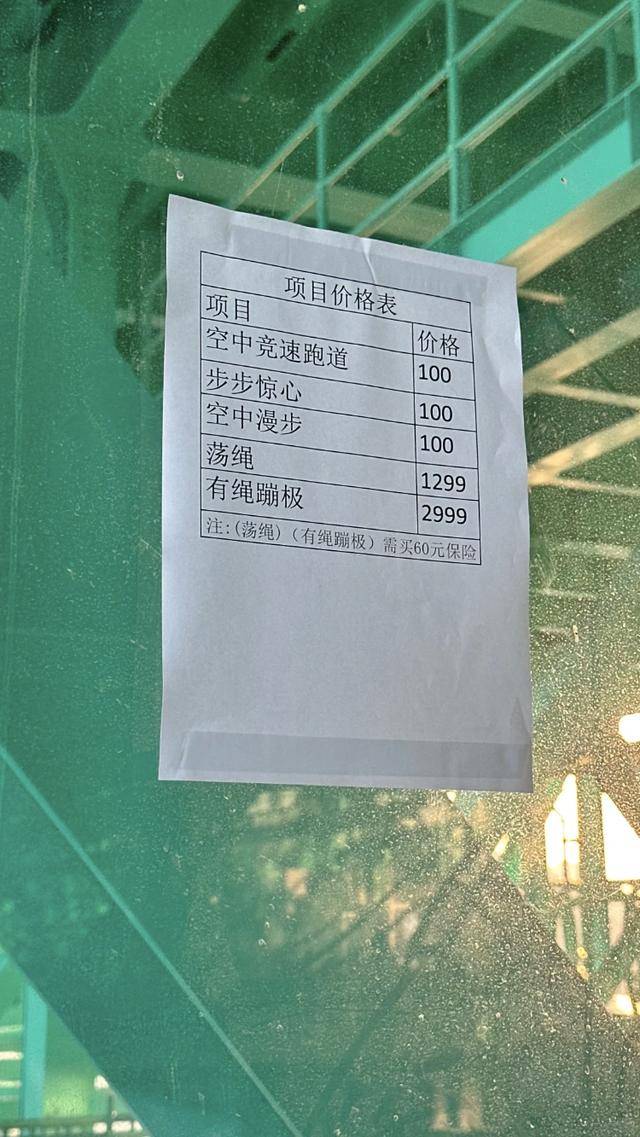 项目价格表
项目 价格
空中竞速跑道 100
步步惊心 100
空中漫步 100
荡绳 1299
有绳蹦极 2999
注:(荡绳)（有绳蹦极）需买60元保险